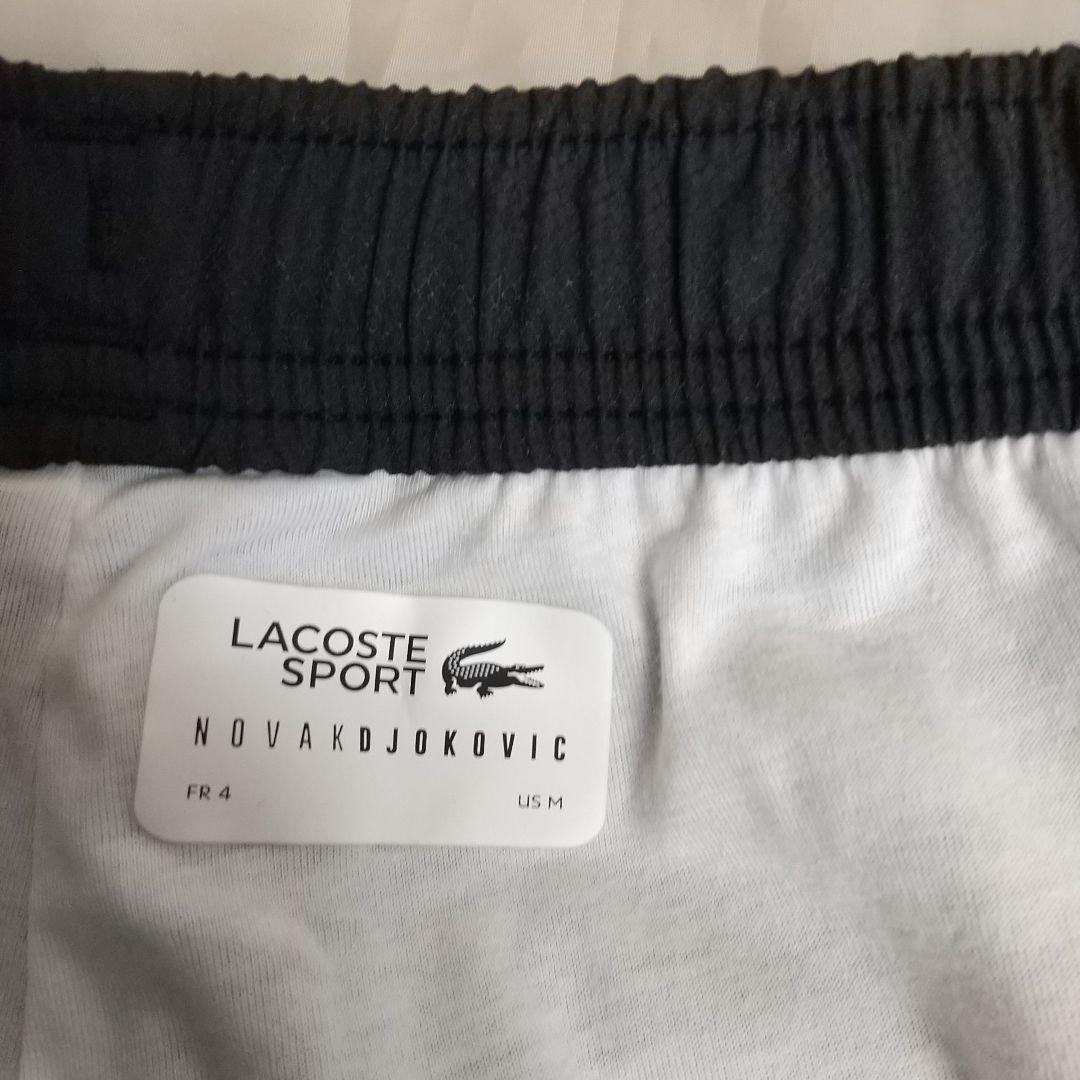 LACOSTE
SPORT
NOVAKDJOKOVIC
FR 4 US M